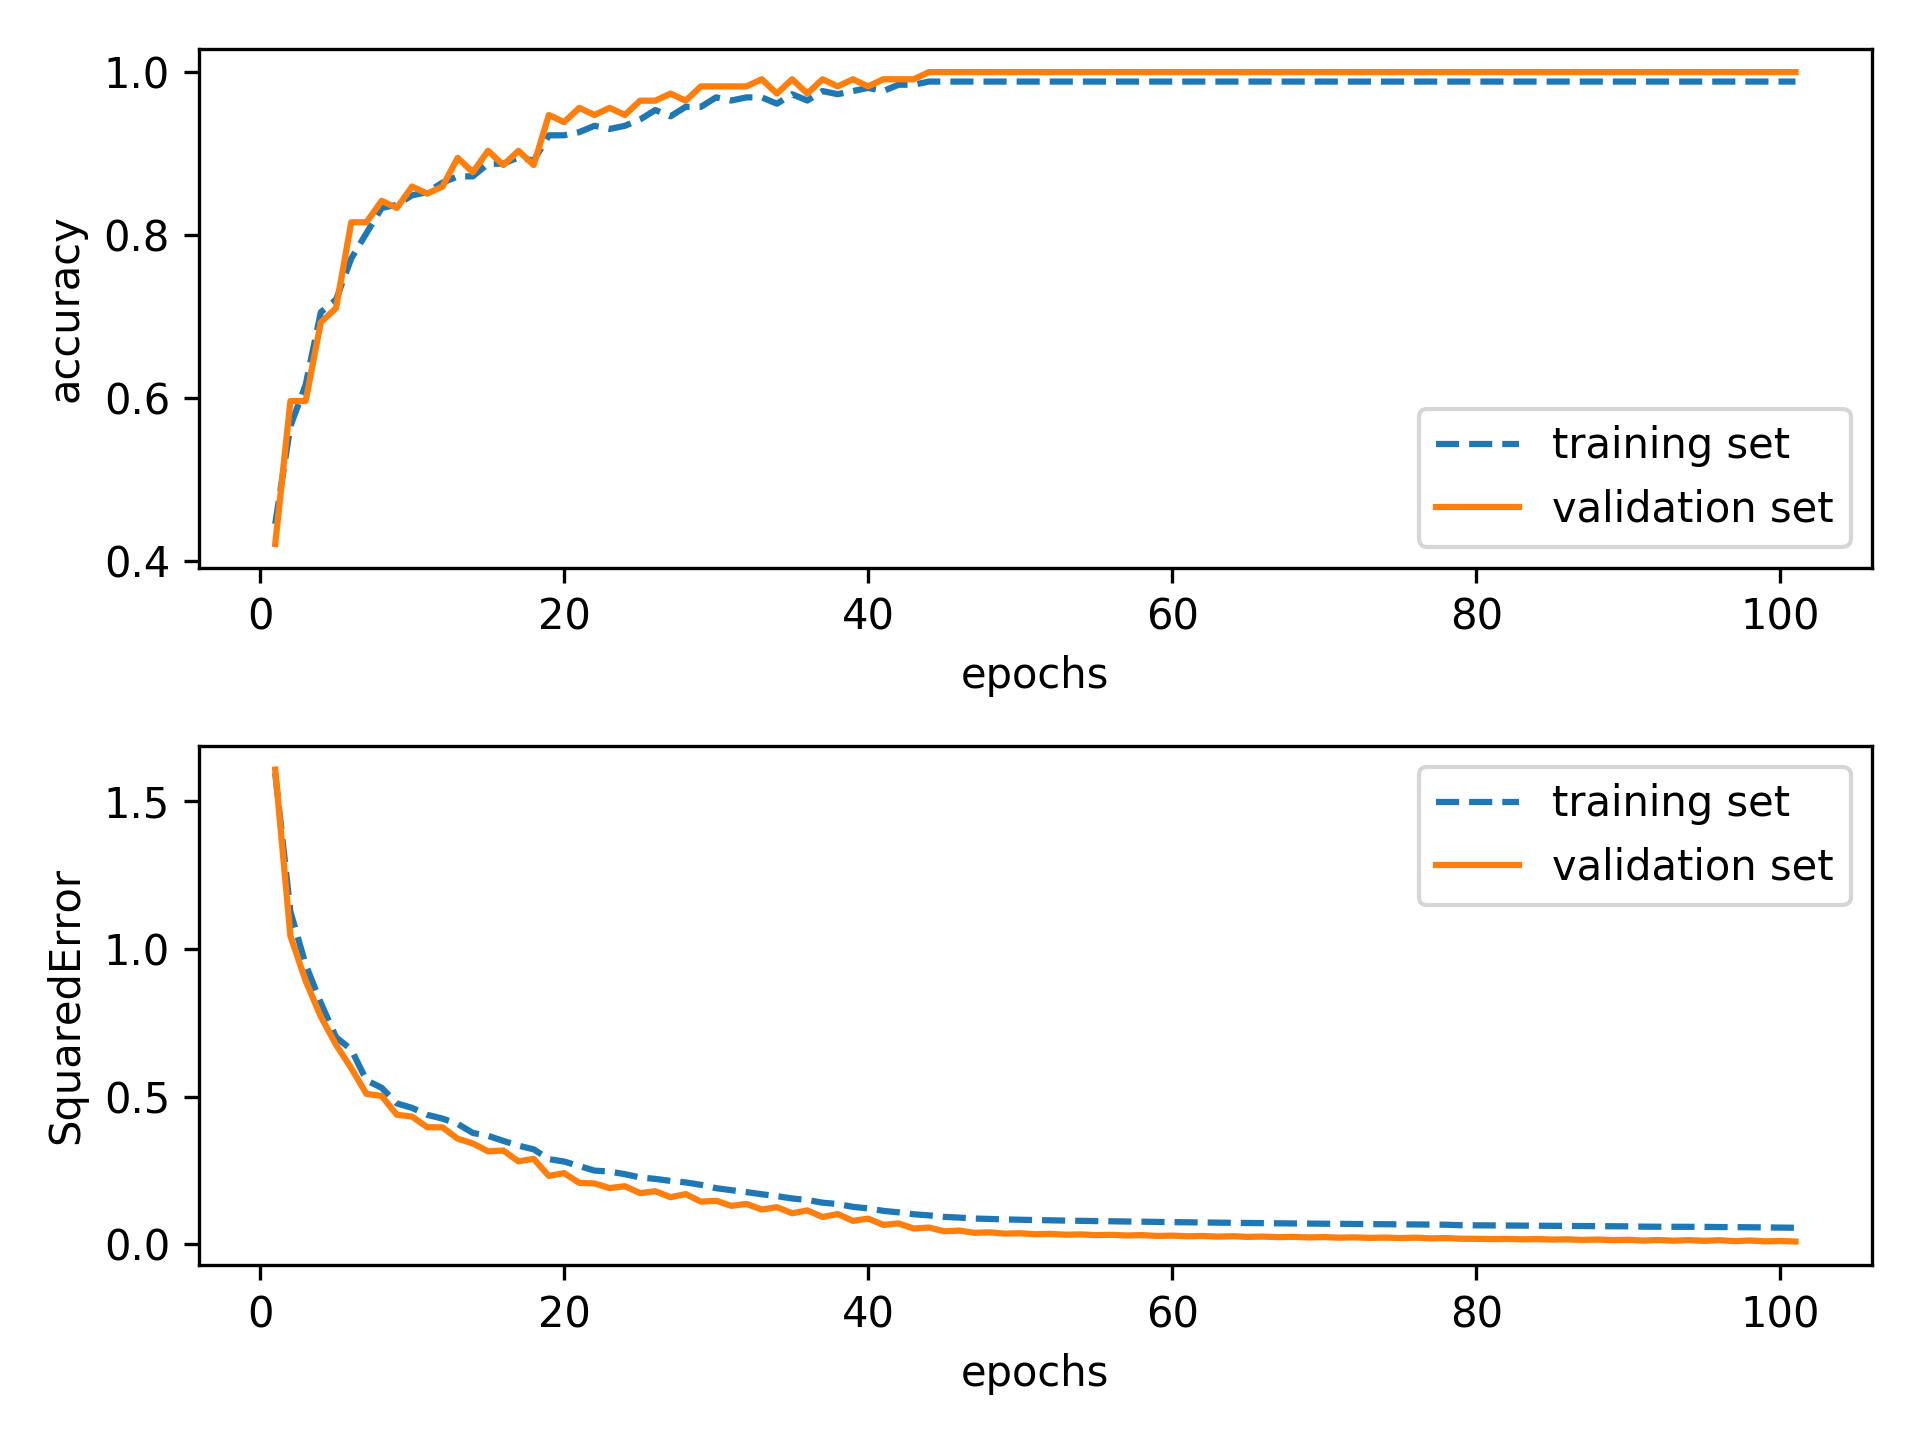 1.0
0.8
0.6
0.4
accuracy
training set
validation set
0 20 40 60 80 100
epochs
1.5
1.0
0.5
0.0
SquaredError
training set
validation set
0 20 40 60 80 100
epochs